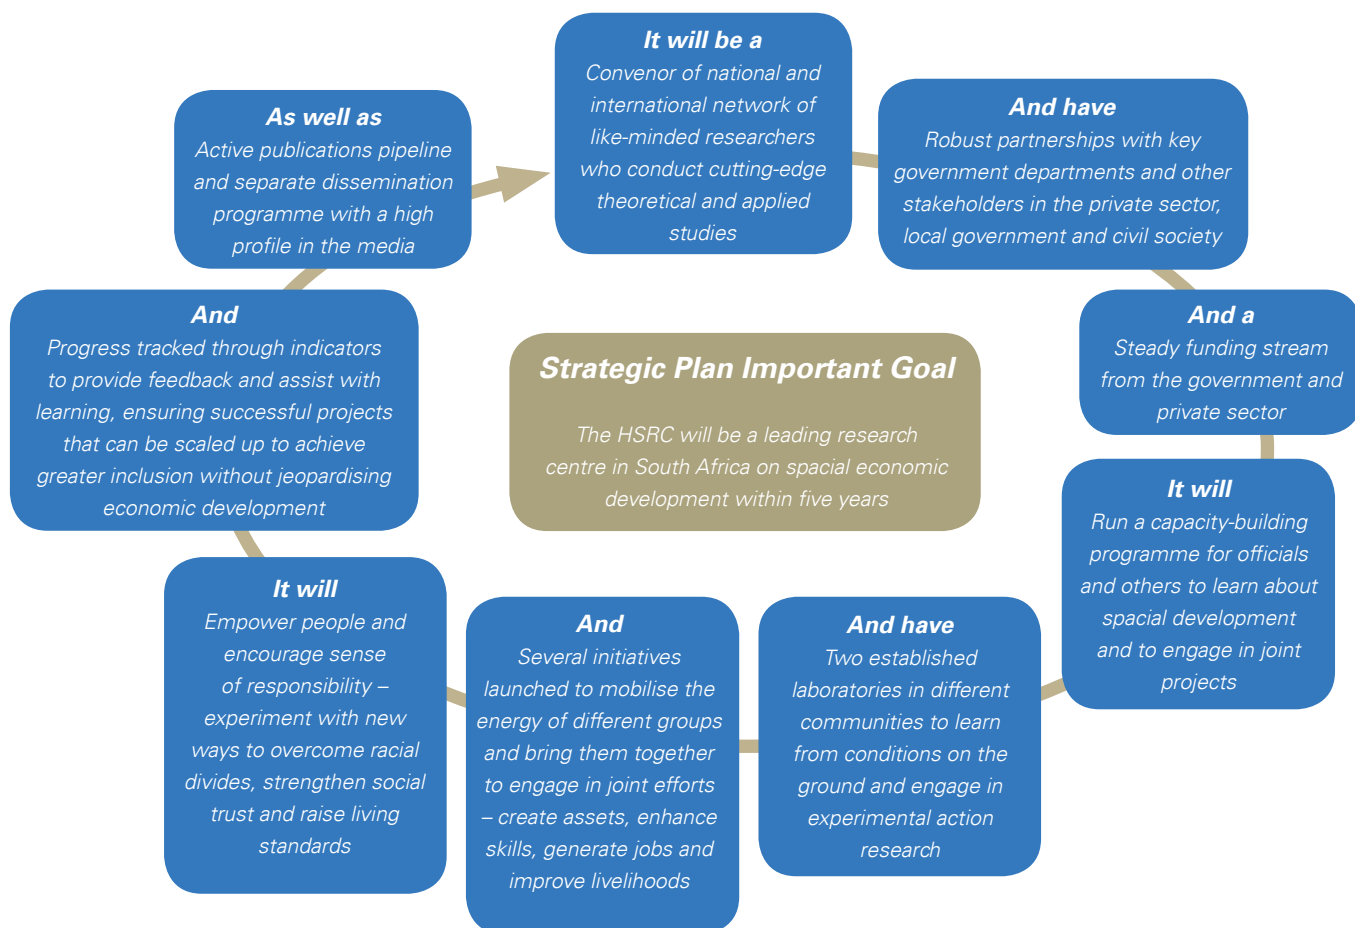 It will be a
Convenor of national and
international network of
like-minded researchers
who conduct cutting-edge
theoretical and applied
studies
And have
Robust partnerships with key
government departments and other
stakeholders in the private sector,
local government and civil society
And a
Steady funding stream
from the government and
private sector
It will
Run a capacity-building
programme for officials
and others to learn about
spacial development
and to engage in joint
projects
And have
Two established
laboratories in different
communities to learn
from conditions on the
ground and engage in
experimental action
research
And
Several initiatives
launched to mobilise the
energy of different groups
and bring them together
to engage in joint efforts
– create assets, enhance
skills, generate jobs and
improve livelihoods
It will
Empower people and
encourage sense
of responsibility –
experiment with new
ways to overcome racial
divides, strengthen social
trust and raise living
standards
And
Progress tracked through indicators
to provide feedback and assist with
learning, ensuring successful projects
that can be scaled up to achieve
greater inclusion without jeopardising
economic development
As well as
Active publications pipeline
and separate dissemination
programme with a high
profile in the media
Strategic Plan Important Goal
The HSRC will be a leading research
centre in South Africa on spacial economic
development within five years